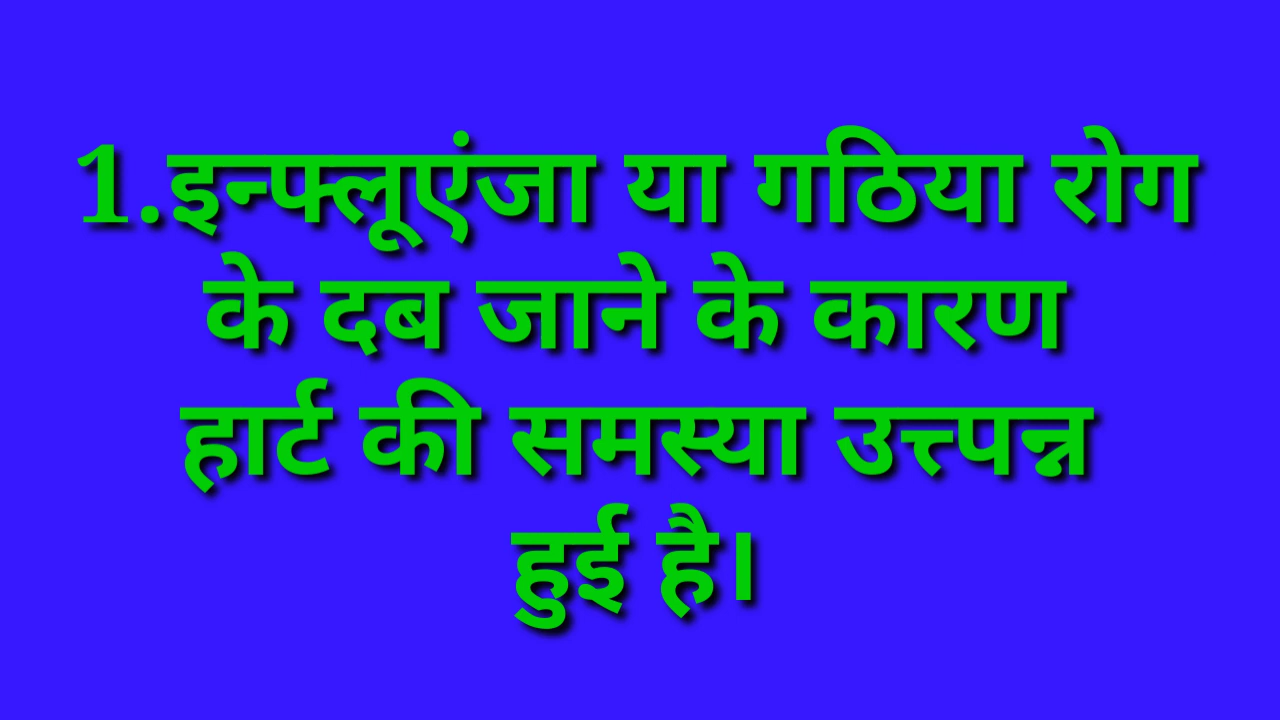 1.इन्फ्लूएंजा या गठिया रोग
के दब जाने के कारण
हार्ट की समस्या उत्त्पन्न
हुई है।